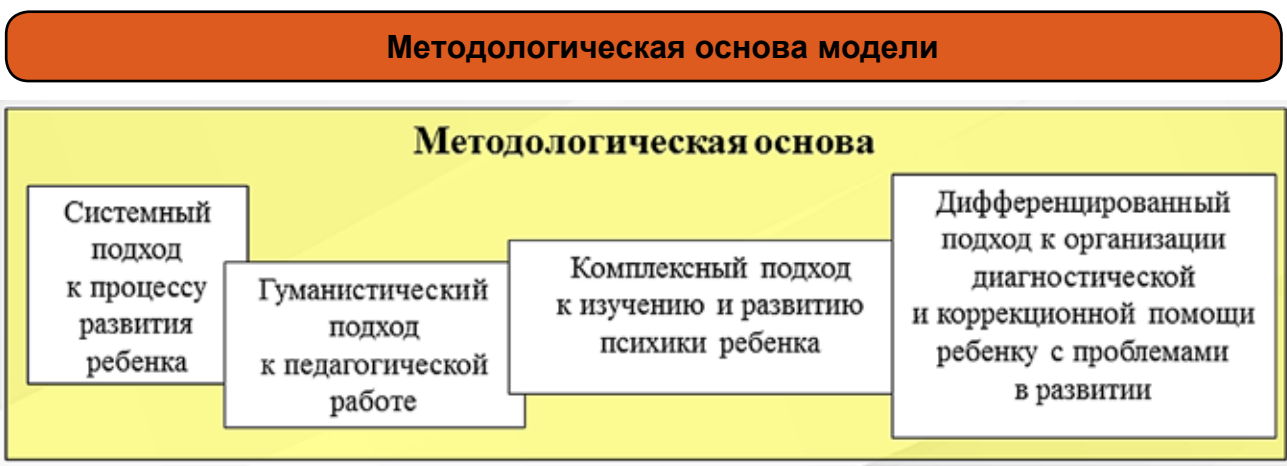 Методологическая основа модели
Методологическая основа
Системный
подход
к процессу
развития
ребенка
Гуманистический
подход
к педагогической
работе
Комплексный подход
к изучению и развитию
психики ребенка
Дифференцированный
подход к организации
диагностической
и коррекционной помощи
ребенку с проблемами
в развитии